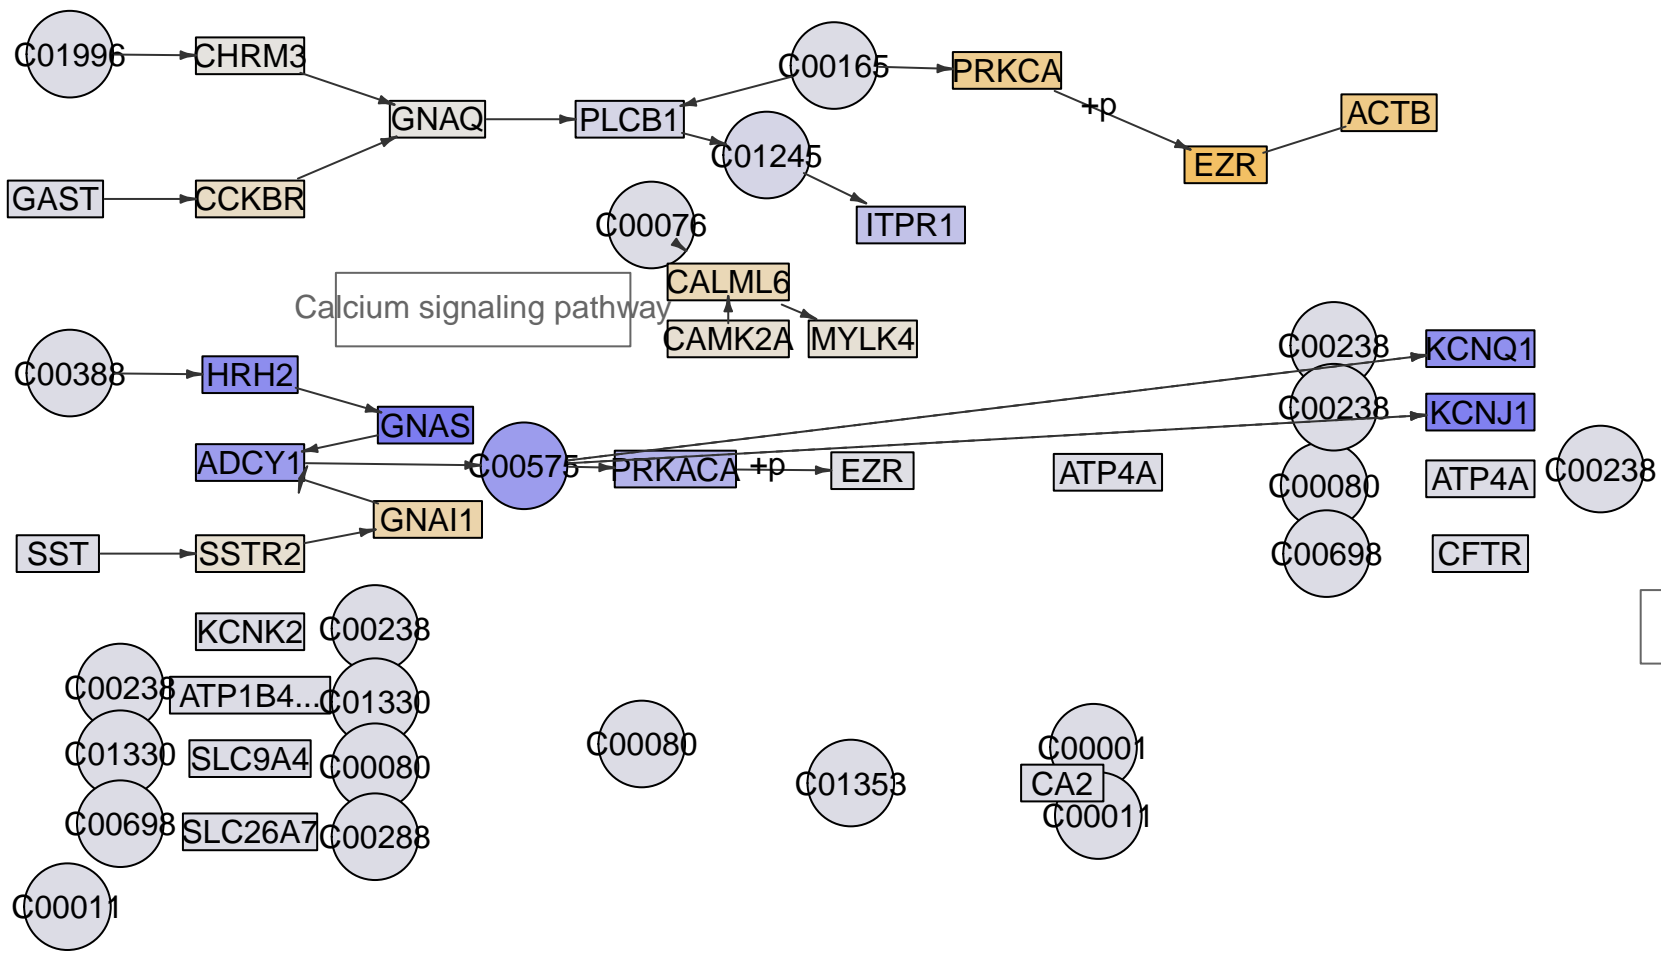 C01996
CHRM3
C00165
PRKCA
+p
ACTB
GNAQ
PLCB1
C01245
EZR
GAST
CCKBR
C00076
ITPR1
CALML6
Calcium signaling pathway
CAMK2A
MYLK4
C00238
KCNQ1
C00388
HRH2
C00238
KCNJ1
GNAS
ADCY1
C00575
PRKACA
+p
EZR
ATP4A
C00080
ATP4A
C00238
GNAI1
SST
SSTR2
C00698
CFTR
KCNK2
C00238
C00238
ATP1B4...
C01330
C01330
SLC9A4
C00080
C00080
C01353
C00001
CA2
C00011
C00698
SLC26A7
C00288
C00011